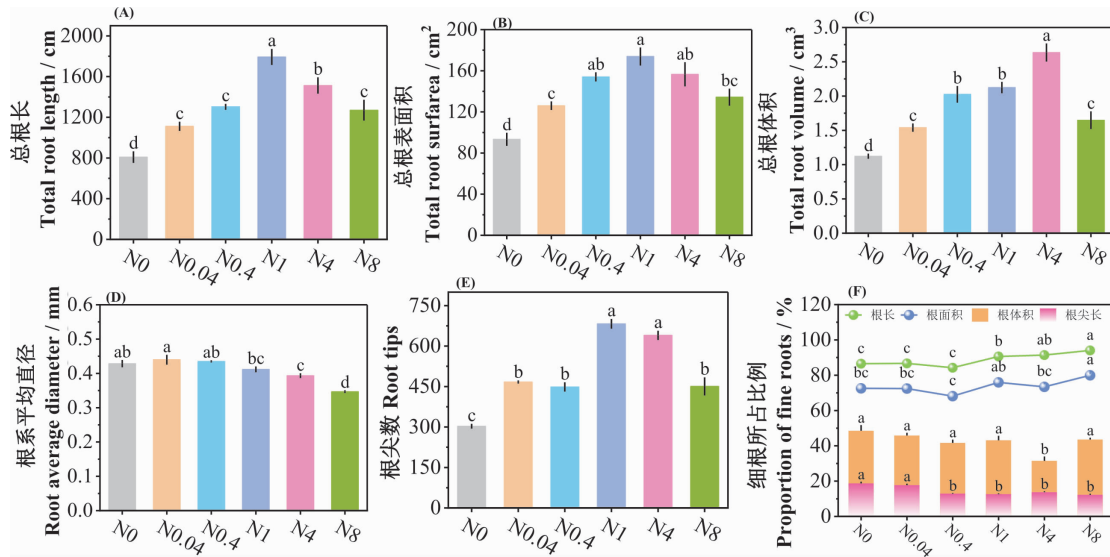 (A)
总根长
Total root length / cm
2000
1600
1200
800
400
0
d
c
c
a
b
c
N0
N0.04
N0.4
N1
N4
N8
(B)
总根表面积
Total root surfarea / cm2
200
160
120
80
40
0
d
c
ab
a
ab
bc
N0
N0.04
N0.4
N1
N4
N8
(C)
总根体积
Total root volume / cm3
3.0
2.5
2.0
1.5
1.0
0.5
0.0
d
c
b
b
a
c
N0
N0.04
N0.4
N1
N4
N8
(D)
根系平均直径
Root average diameter / mm
0.6
0.5
0.4
0.3
0.2
0.1
0.0
ab
a
ab
bc
c
d
N0
N0.04
N0.4
N1
N4
N8
(E)
根尖数 Root tips
750
600
450
300
150
0
c
b
b
a
a
b
N0
N0.04
N0.4
N1
N4
N8
(F)
细根所占比例
Proportion of fine roots / %
120
100
80
60
40
20
0
根长 根面积 根体积 根尖长
c
c
c
b
ab
a
bc
bc
c
ab
bc
a
a
a
a
a
b
a
a
a
b
b
b
b
N0
N0.04
N0.4
N1
N4
N8